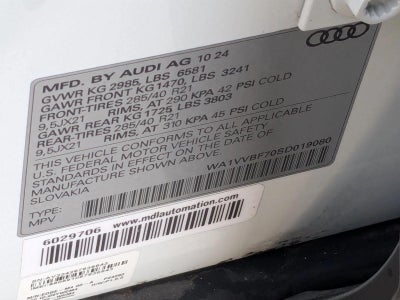 MFD. BY AUDI AG 10 24
GVWR KG 2985, LBS 6581
GAWR FRONT KG 1470, LBS 3241
FRONT-TIRES 285/40 R21
9,5JX21 RIMS, AT 290 KPA 42 PSI COLD
GAWR REAR KG 1725 LBS 3803
REAR-TIRES 285/40 R21
9,5JX21 RIMS, AT 310 KPA 45 PSI COLD
THIS VEHICLE CONFORMS TO ALL APPLICABLE
U.S. FEDERAL MOTOR VEHICLE SAFETY
STANDARDS IN EFFECT ON THE DATE OF
MANUFACTURE SHOWN ABOVE.
SLOVAKIA
WA1VVBF70SD019080
TYPE:
MPV
6029706 www.mdlautomation.com